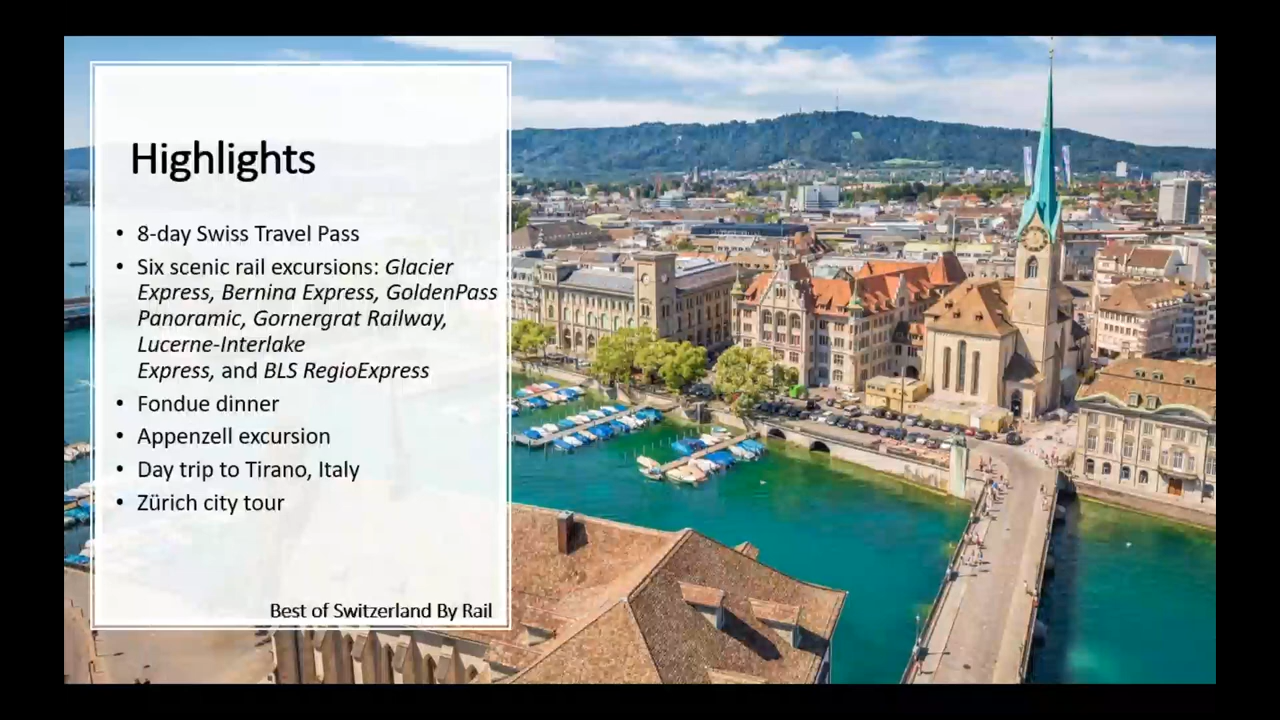 Highlights
• 8-day Swiss Travel Pass
• Six scenic rail excursions: Glacier
Express, Bernina Express, GoldenPass
Panoramic, Gornergrat Railway,
Lucerne-Interlake
Express, and BLS RegioExpress
• Fondue dinner
• Appenzell excursion
• Day trip to Tirano, Italy
• Zürich city tour
Best of Switzerland By Rail